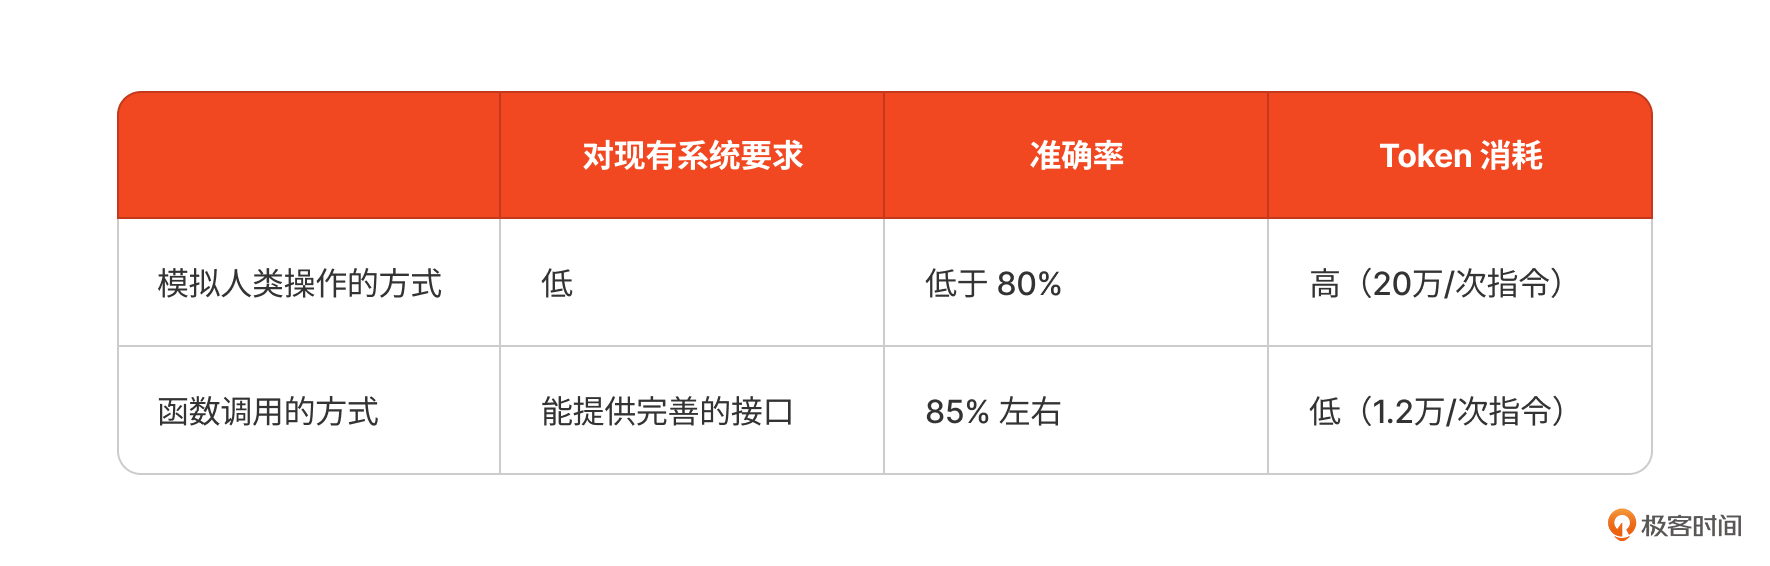 对现有系统要求 准确率 Token 消耗
模拟人类操作的方式 低 低于 80% 高（20万/次指令）
函数调用的方式 能提供完善的接口 85% 左右 低（1.2万/次指令）
极客时间